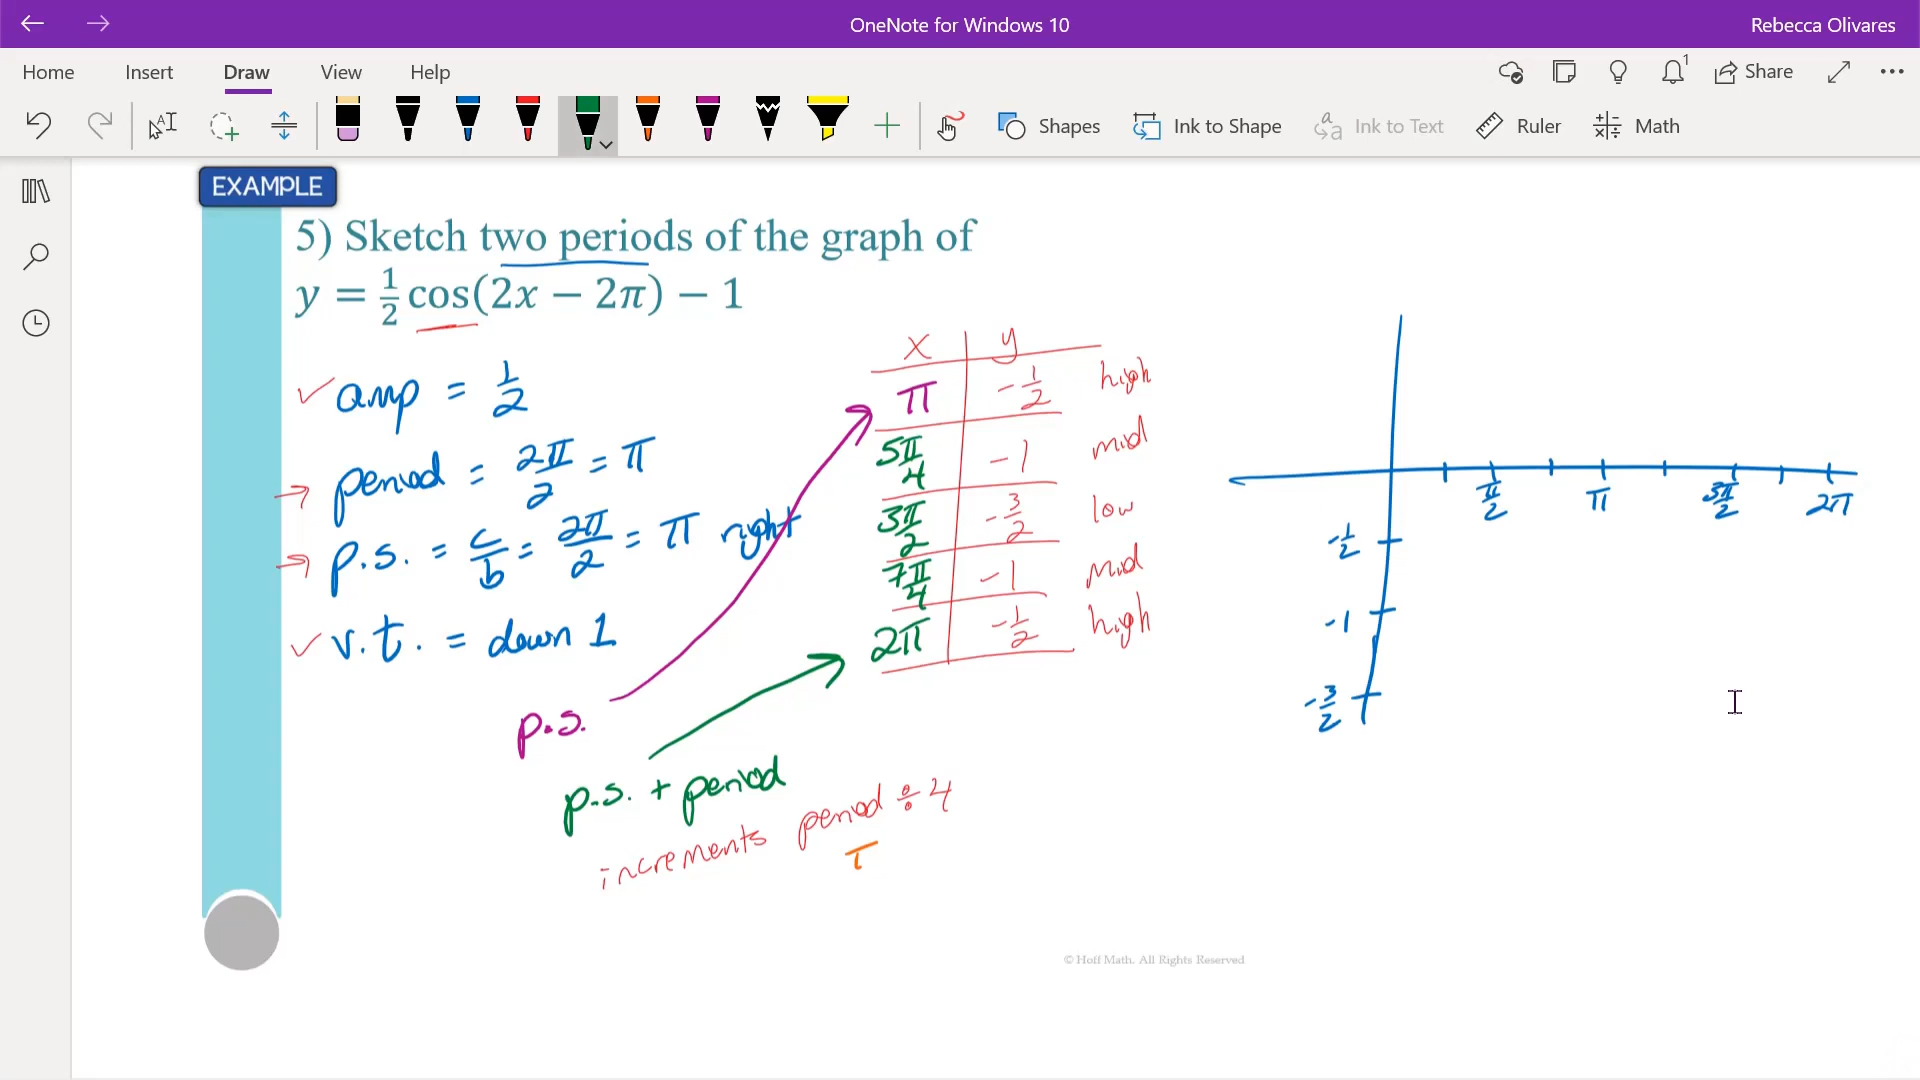 OneNote for Windows 10
Rebecca Olivares
Home Insert Draw View Help
1 Share
Shapes Ink to Shape Ink to Text Ruler Math
EXAMPLE
5) Sketch two periods of the graph of
y = 1/2 cos(2x − 2π) − 1
✓ amp = 1/2
→ period = 2π/2 = π
→ p.s. = c/b = 2π/2 = π right
✓ v.t. = down 1
p.s.
p.s. + period
increments period ÷ 4
x y
π -1/2 high
5π/4 -1 mid
3π/2 -3/2 low
7π/4 -1 mid
2π -1/2 high
π/2 π 3π/2 2π
-1/2
-1
-3/2
© Hoff Math. All Rights Reserved